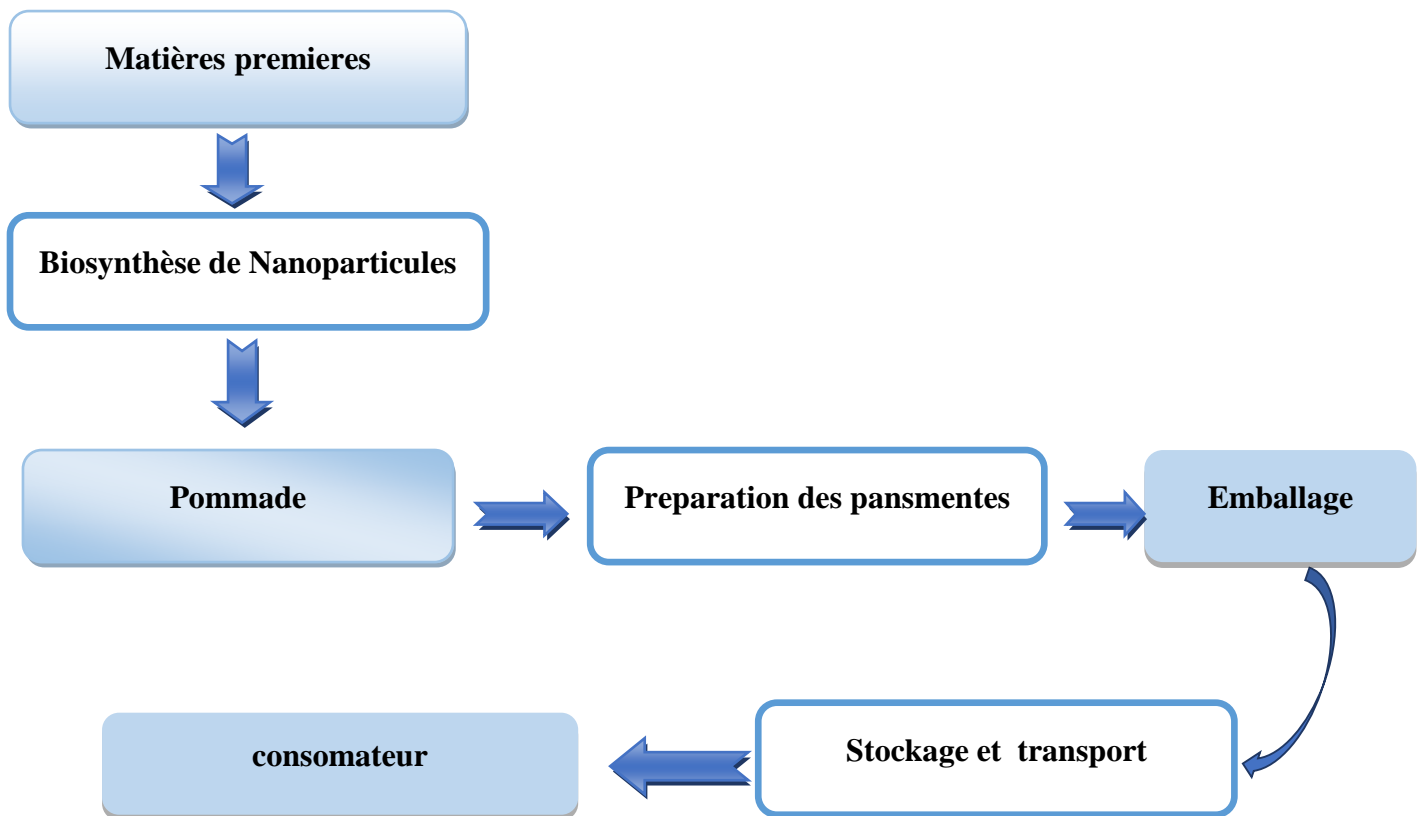 Matières premieres
Biosynthèse de Nanoparticules
Pommade
Preparation des pansmentes
Emballage
Stockage et  transport
consomateur